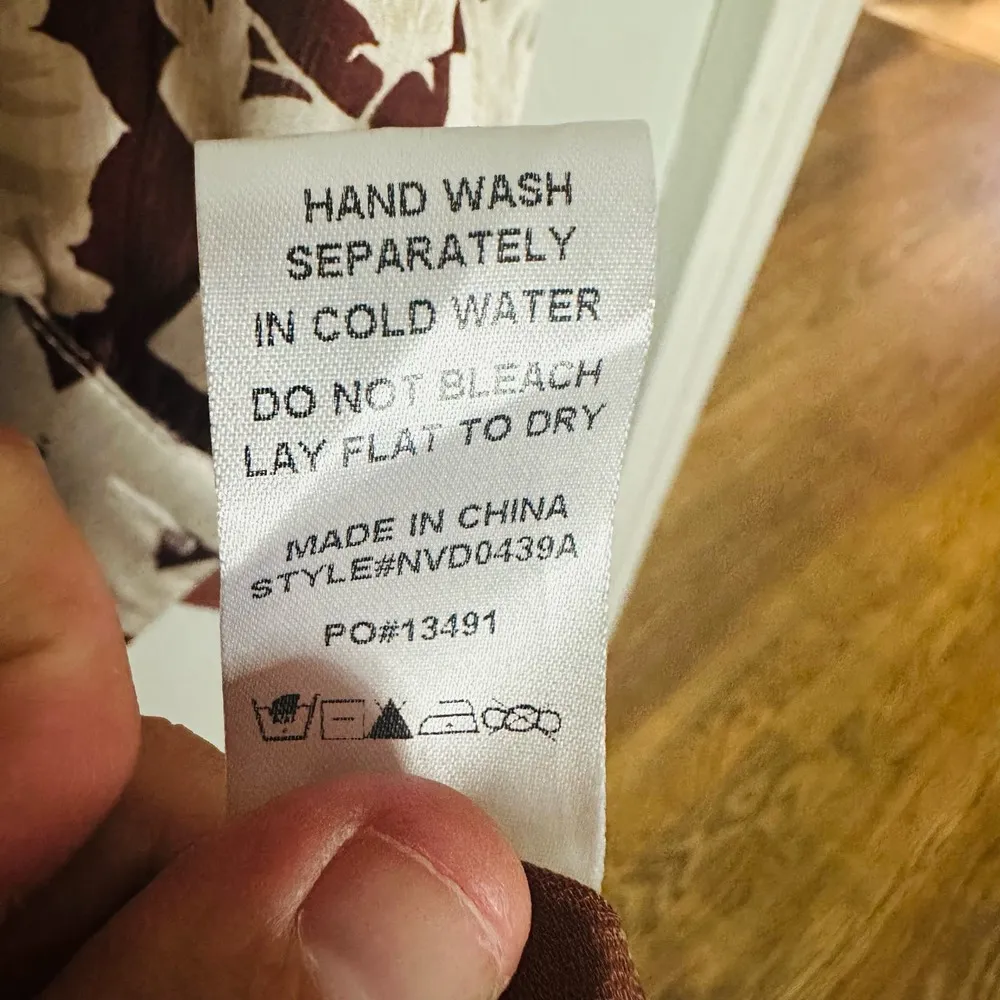 HAND WASH
SEPARATELY
IN COLD WATER
DO NOT BLEACH
LAY FLAT TO DRY
MADE IN CHINA
STYLE#NVD0439A
PO#13491